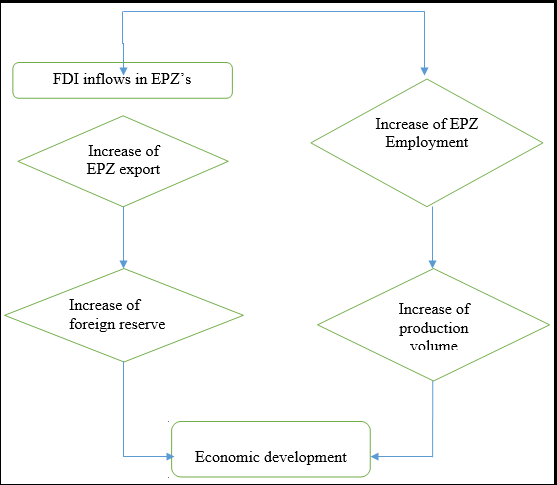 FDI inflows in EPZ’s
Increase of
EPZ export
Increase of EPZ
Employment
Increase of
foreign reserve
Increase of
production
volume
Economic development